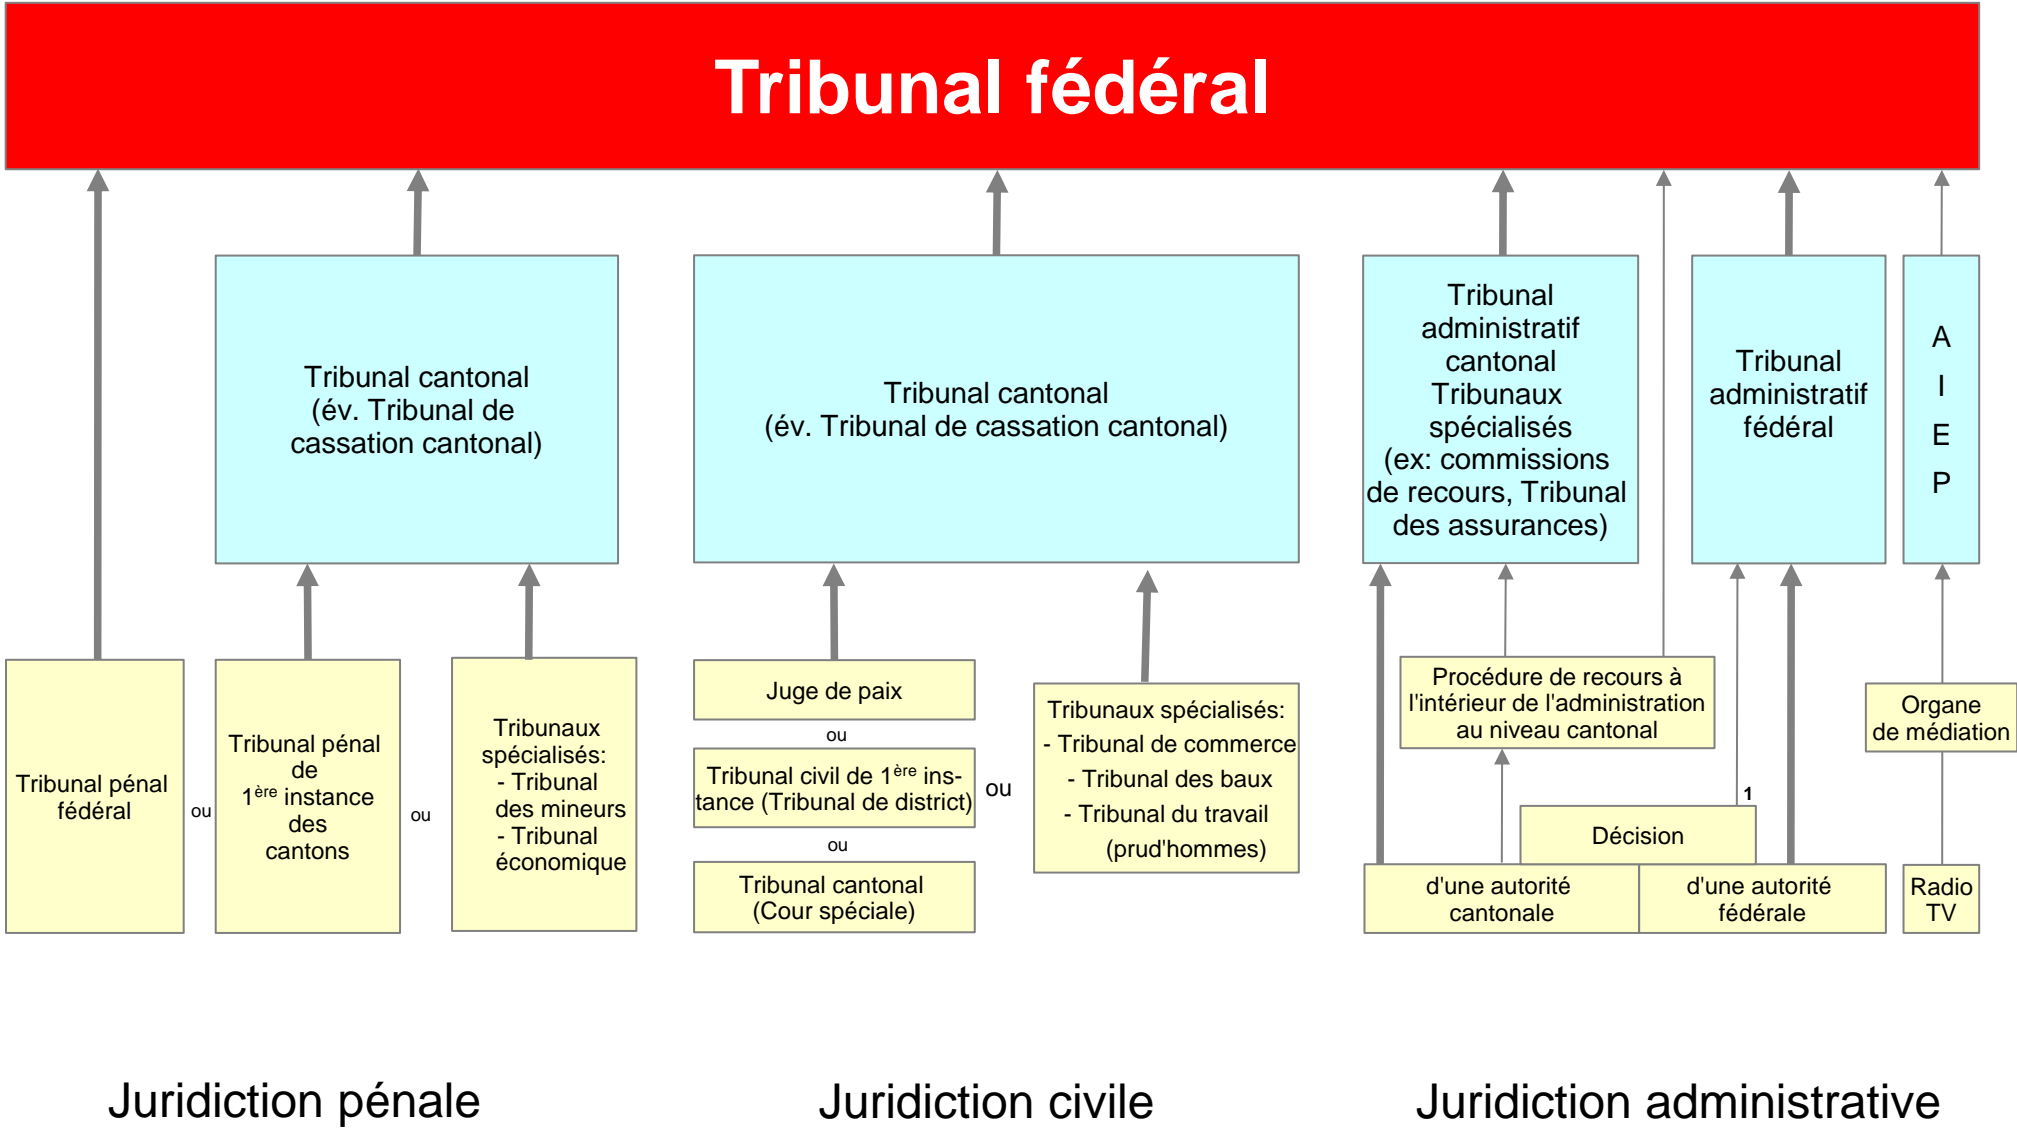 Tribunal fédéral
Tribunal cantonal
(év. Tribunal de
cassation cantonal)
Tribunal cantonal
(év. Tribunal de cassation cantonal)
Tribunal
administratif
cantonal
Tribunaux
spécialisés
(ex: commissions
de recours, Tribunal
des assurances)
Tribunal
administratif
fédéral
A
I
E
P
Tribunal pénal
fédéral
ou
Tribunal pénal
de
1ère instance
des
cantons
ou
Tribunaux
spécialisés:
- Tribunal
des mineurs
- Tribunal
économique
Juge de paix
ou
Tribunal civil de 1ère ins-
tance (Tribunal de district)
ou
Tribunal cantonal
(Cour spéciale)
ou
Tribunaux spécialisés:
- Tribunal de commerce
- Tribunal des baux
- Tribunal du travail
(prud'hommes)
Procédure de recours à
l'intérieur de l'administration
au niveau cantonal
1
Décision
d'une autorité
cantonale
d'une autorité
fédérale
Organe
de médiation
Radio
TV
Juridiction pénale
Juridiction civile
Juridiction administrative